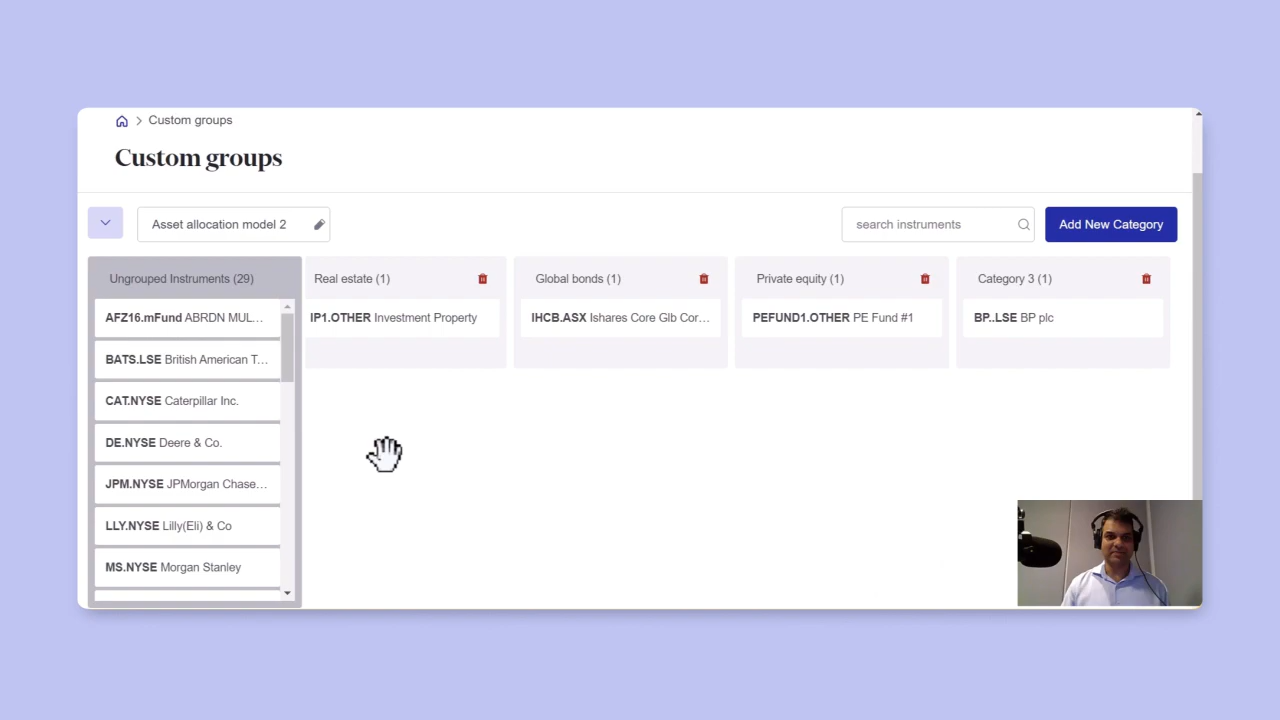 Custom groups
Custom groups
Asset allocation model 2
search instruments
Add New Category
Ungrouped Instruments (29)
AFZ16.mFund ABRDN MUL...
BATS.LSE British American T...
CAT.NYSE Caterpillar Inc.
DE.NYSE Deere & Co.
JPM.NYSE JPMorgan Chase...
LLY.NYSE Lilly(Eli) & Co
MS.NYSE Morgan Stanley
Real estate (1)
IP1.OTHER Investment Property
Global bonds (1)
IHCB.ASX Ishares Core Glb Cor...
Private equity (1)
PEFUND1.OTHER PE Fund #1
Category 3 (1)
BP..LSE BP plc